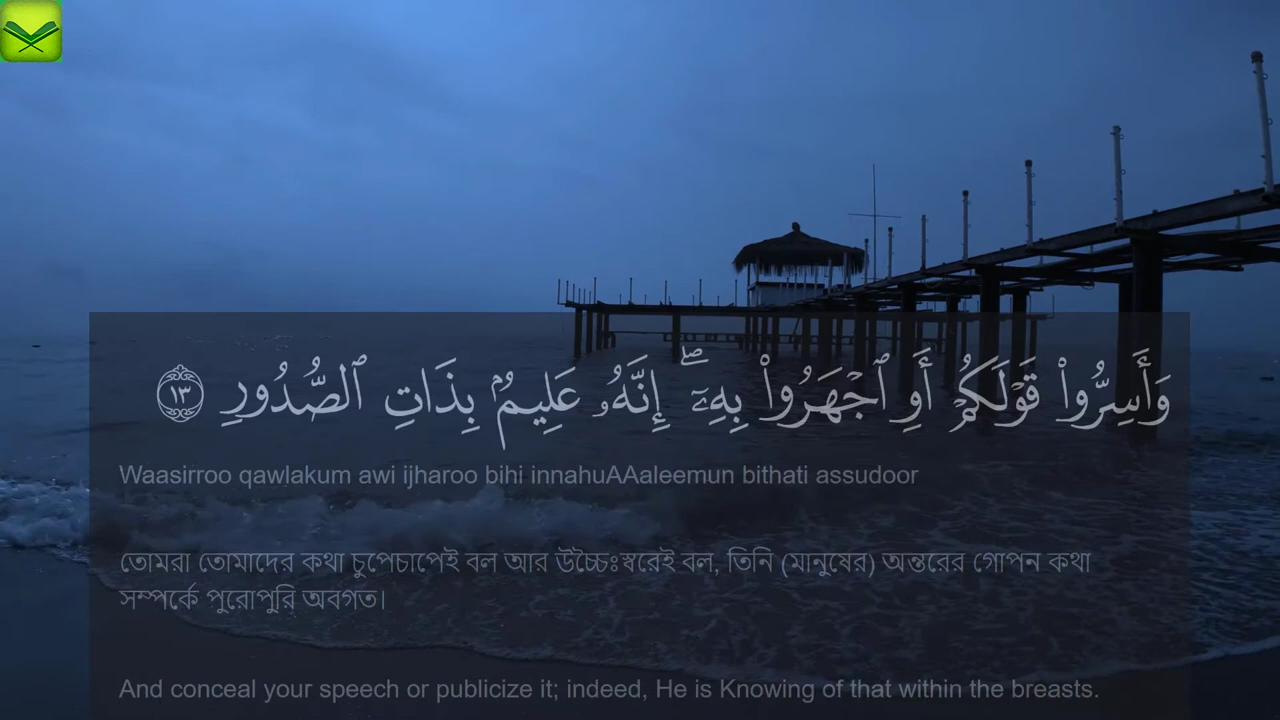 وَأَسِرُّوا۟ قَوْلَكُمْ أَوِ ٱجْهَرُوا۟ بِهِۦٓ ۖ إِنَّهُۥ عَلِيمٌۢ بِذَاتِ ٱلصُّدُورِ ١٣
Waasirroo qawlakum awi ijharoo bihi innahuAAaleemun bithati assudoor
তোমরা তোমাদের কথা চুপেচাপেই বল আর উচ্চৈঃস্বরেই বল, তিনি (মানুষের) অন্তরের গোপন কথা
সম্পর্কে পুরোপুরি অবগত।
And conceal your speech or publicize it; indeed, He is Knowing of that within the breasts.